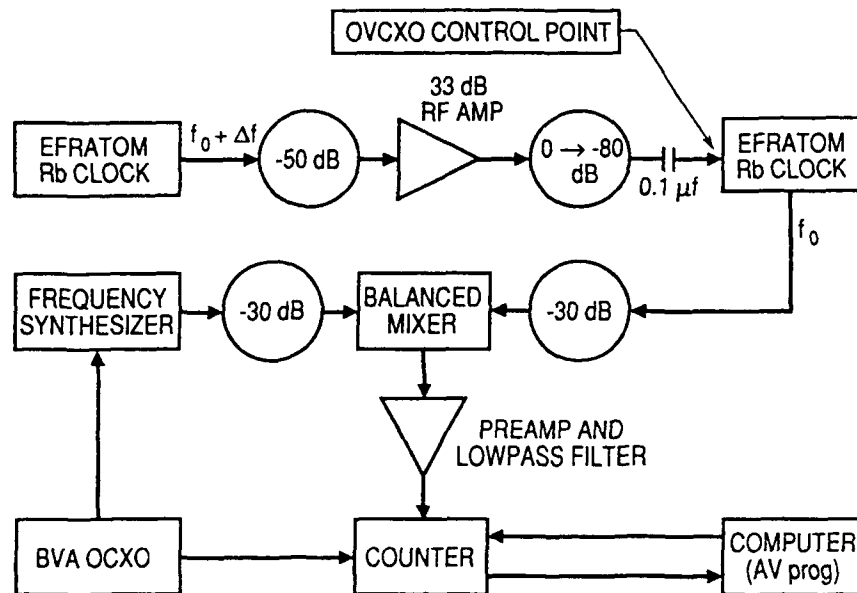 OVCXO CONTROL POINT
33 dB
RF AMP
EFRATOM
Rb CLOCK
f₀ + Δf
-50 dB
0 → -80
dB
0.1 μf
EFRATOM
Rb CLOCK
f₀
FREQUENCY
SYNTHESIZER
-30 dB
BALANCED
MIXER
-30 dB
PREAMP AND
LOWPASS FILTER
BVA OCXO
COUNTER
COMPUTER
(AV prog)